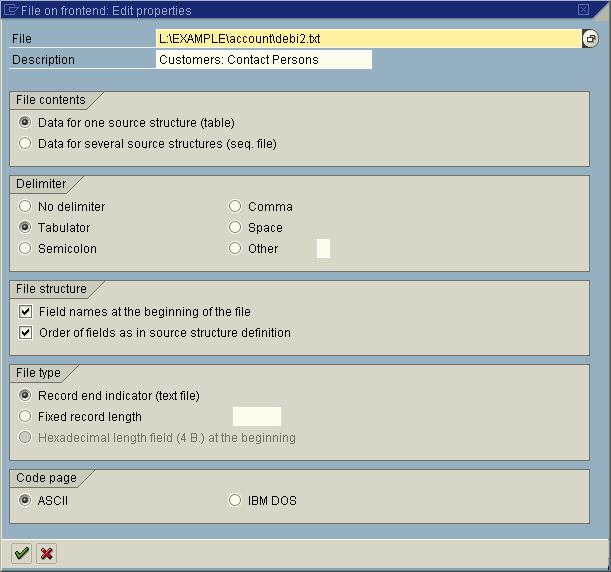 File on frontend: Edit properties
File L:\EXAMPLE\account\debi2.txt
Description Customers: Contact Persons
File contents
Data for one source structure (table)
Data for several source structures (seq. file)
Delimiter
No delimiter Comma
Tabulator Space
Semicolon Other
File structure
Field names at the beginning of the file
Order of fields as in source structure definition
File type
Record end indicator (text file)
Fixed record length
Hexadecimal length field (4 B.) at the beginning
Code page
ASCII IBM DOS